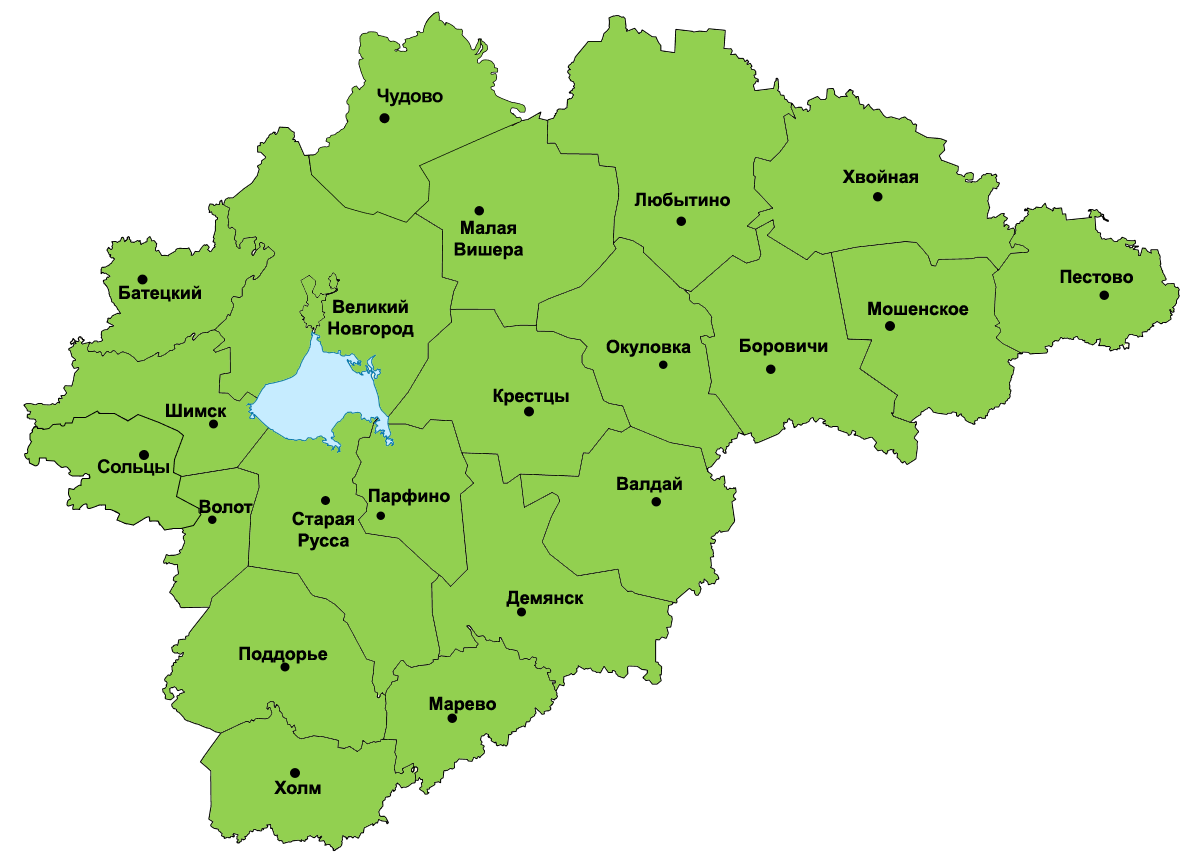 Чудово
Хвойная
Любытино
Малая
Вишера
Пестово
Батецкий
Великий
Новгород
Мошенское
Окуловка
Боровичи
Крестцы
Шимск
Сольцы
Валдай
Парфино
Волот
Старая
Русса
Демянск
Поддорье
Марево
Холм